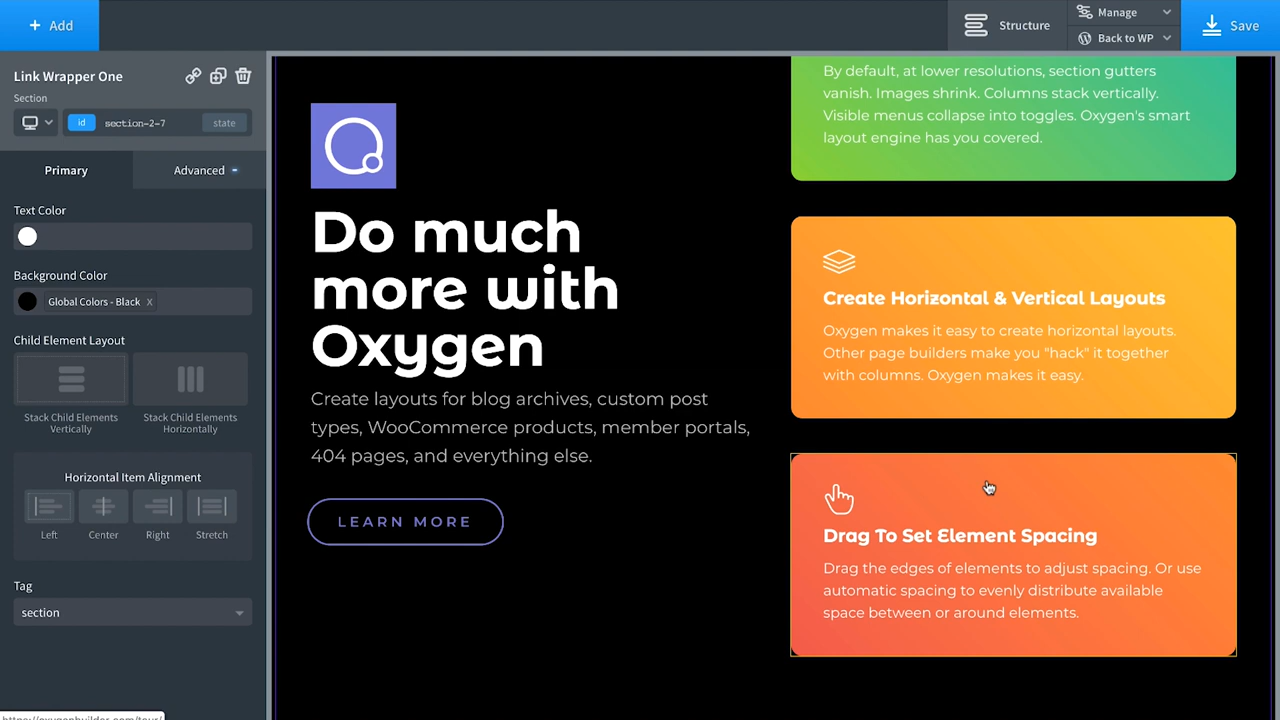 + Add
Structure
Manage
Back to WP
Save
Link Wrapper One
Section
id section-2-7 state
Primary
Advanced
Text Color
Background Color
Global Colors - Black x
Child Element Layout
Stack Child Elements
Vertically
Stack Child Elements
Horizontally
Horizontal Item Alignment
Left Center Right Stretch
Tag
section
https://oxygenbuilder.com/tour/
Do much
more with
Oxygen
Create layouts for blog archives, custom post
types, WooCommerce products, member portals,
404 pages, and everything else.
LEARN MORE
By default, at lower resolutions, section gutters
vanish. Images shrink. Columns stack vertically.
Visible menus collapse into toggles. Oxygen's smart
layout engine has you covered.
Create Horizontal & Vertical Layouts
Oxygen makes it easy to create horizontal layouts.
Other page builders make you "hack" it together
with columns. Oxygen makes it easy.
Drag To Set Element Spacing
Drag the edges of elements to adjust spacing. Or use
automatic spacing to evenly distribute available
space between or around elements.